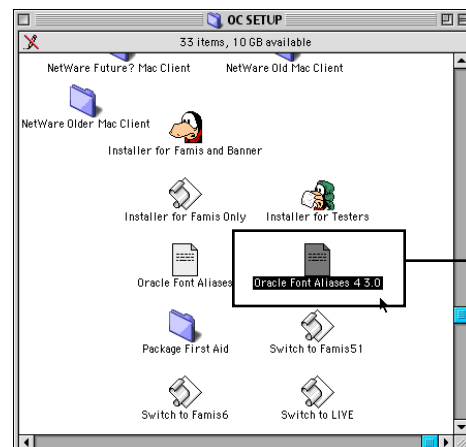 OC SETUP
33 items, 10 GB available
NetWare Future? Mac Client
NetWare Old Mac Client
NetWare Older Mac Client
Installer for Famis and Banner
Installer for Famis Only
Installer for Testers
Oracle Font Aliases
Oracle Font Aliases 4 3.0
Package First Aid
Switch to Famis51
Switch to Famis6
Switch to LIVE